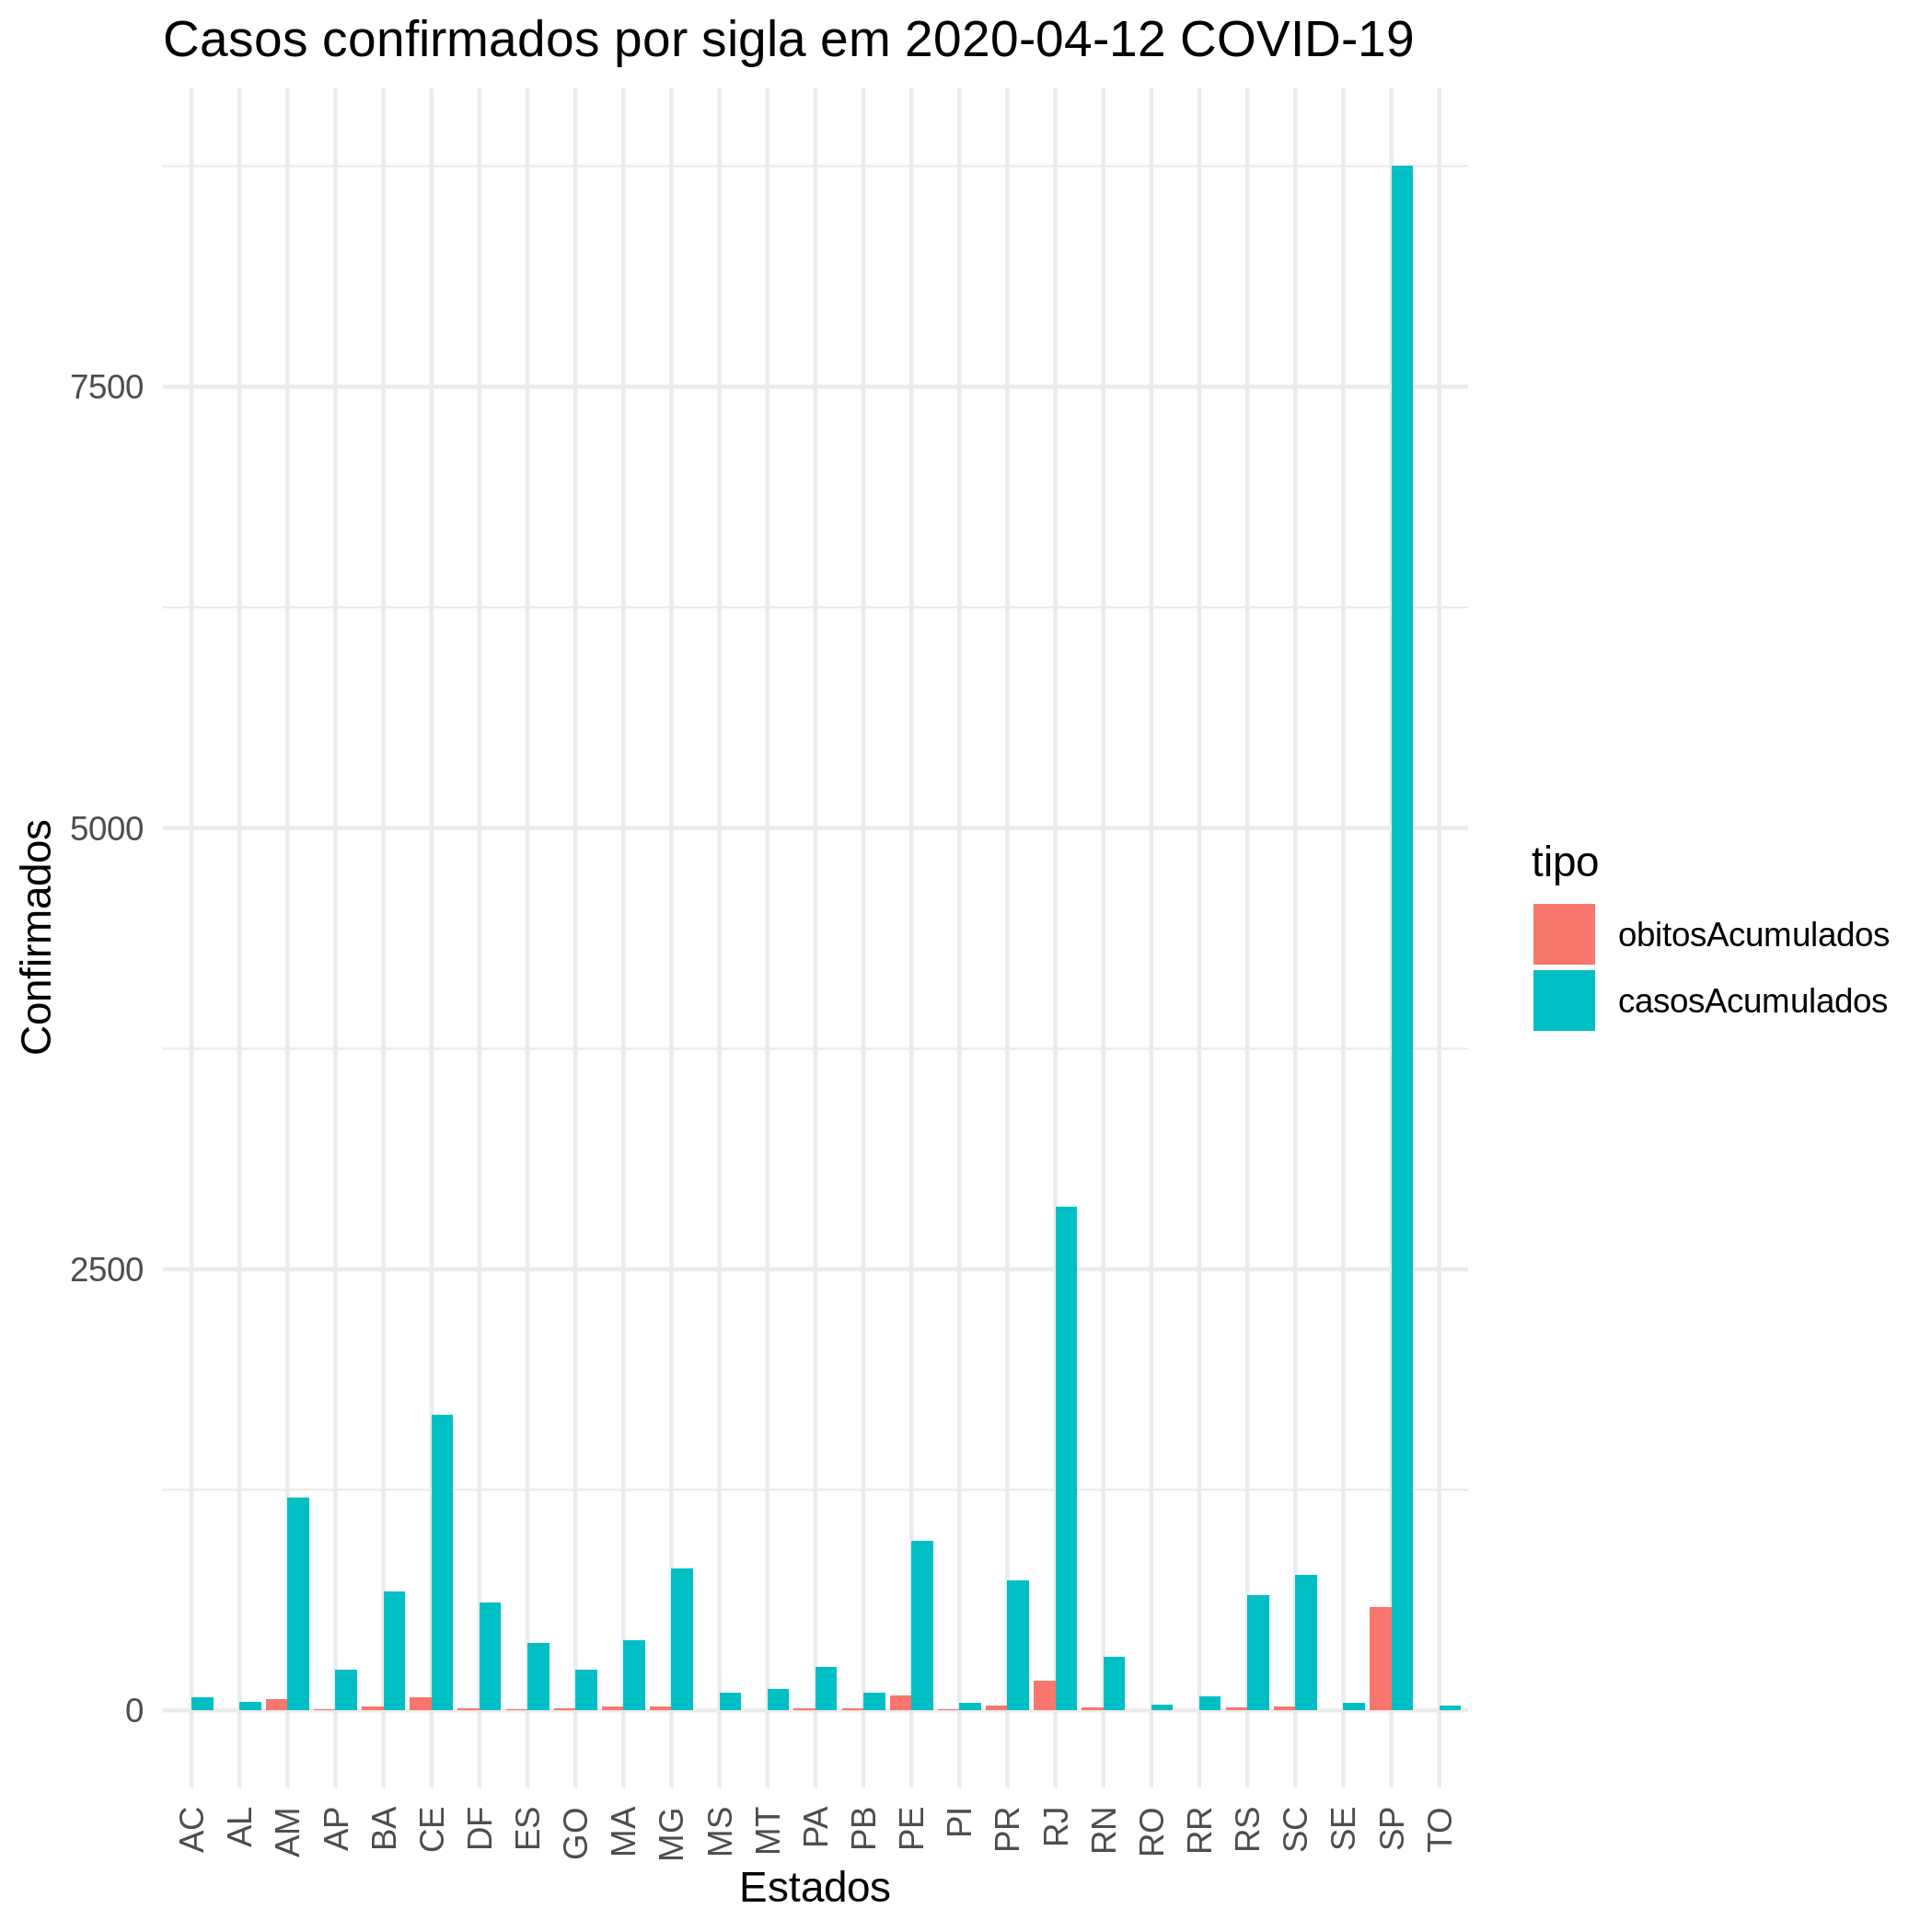 Casos confirmados por sigla em 2020-04-12 COVID-19
Confirmados
7500
5000
2500
0
AC
AL
AM
AP
BA
CE
DF
ES
GO
MA
MG
MS
MT
PA
PB
PE
PI
PR
RJ
RN
RO
RR
RS
SC
SE
SP
TO
Estados
tipo
obitosAcumulados
casosAcumulados